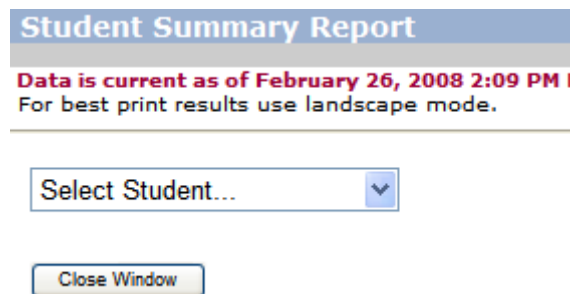 Student Summary Report
Data is current as of February 26, 2008 2:09 PM
For best print results use landscape mode.
Select Student...
Close Window